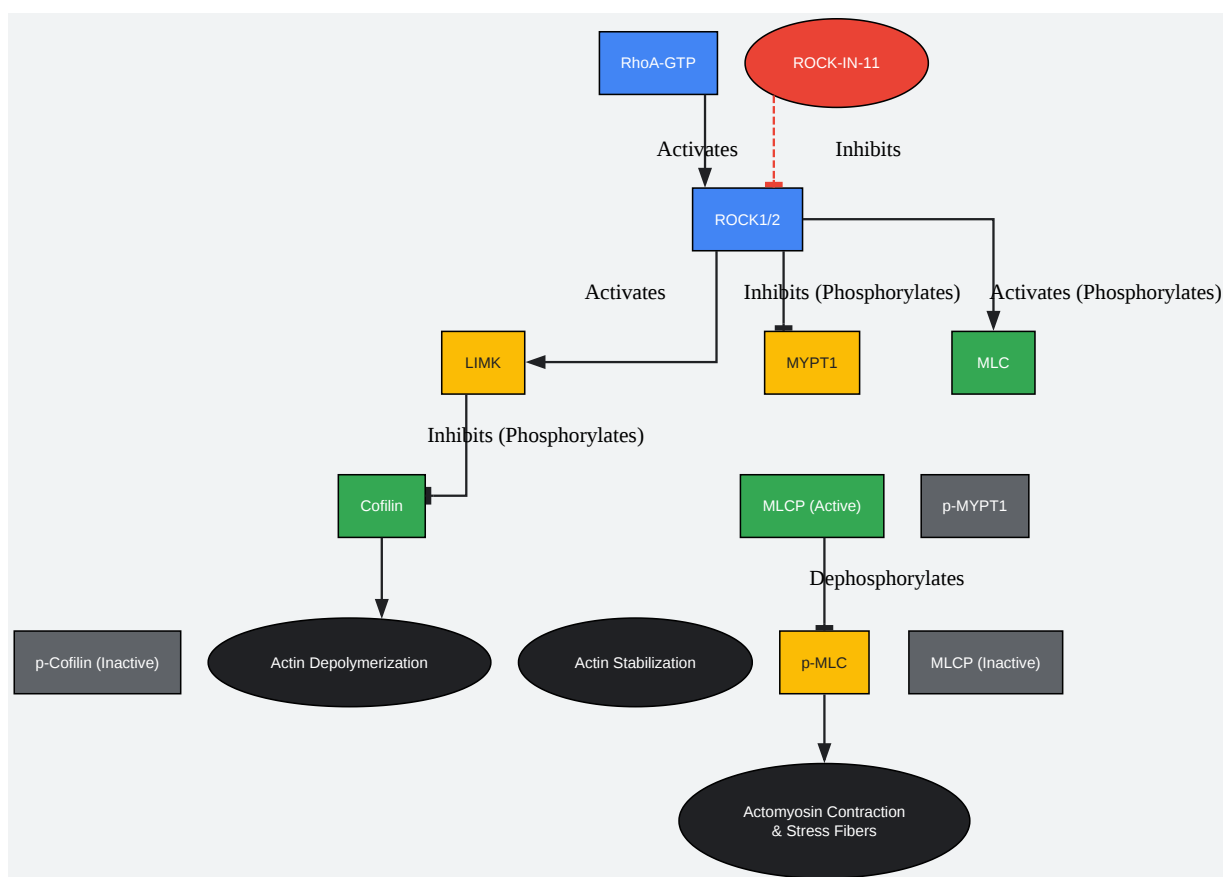 RhoA-GTP
ROCK-IN-11
Activates
Inhibits
ROCK1/2
Activates
Inhibits (Phosphorylates)
Activates (Phosphorylates)
LIMK
MYPT1
MLC
Inhibits (Phosphorylates)
Cofilin
MLCP (Active)
p-MYPT1
Dephosphorylates
p-Cofilin (Inactive)
Actin Depolymerization
Actin Stabilization
p-MLC
MLCP (Inactive)
Actomyosin Contraction
& Stress Fibers